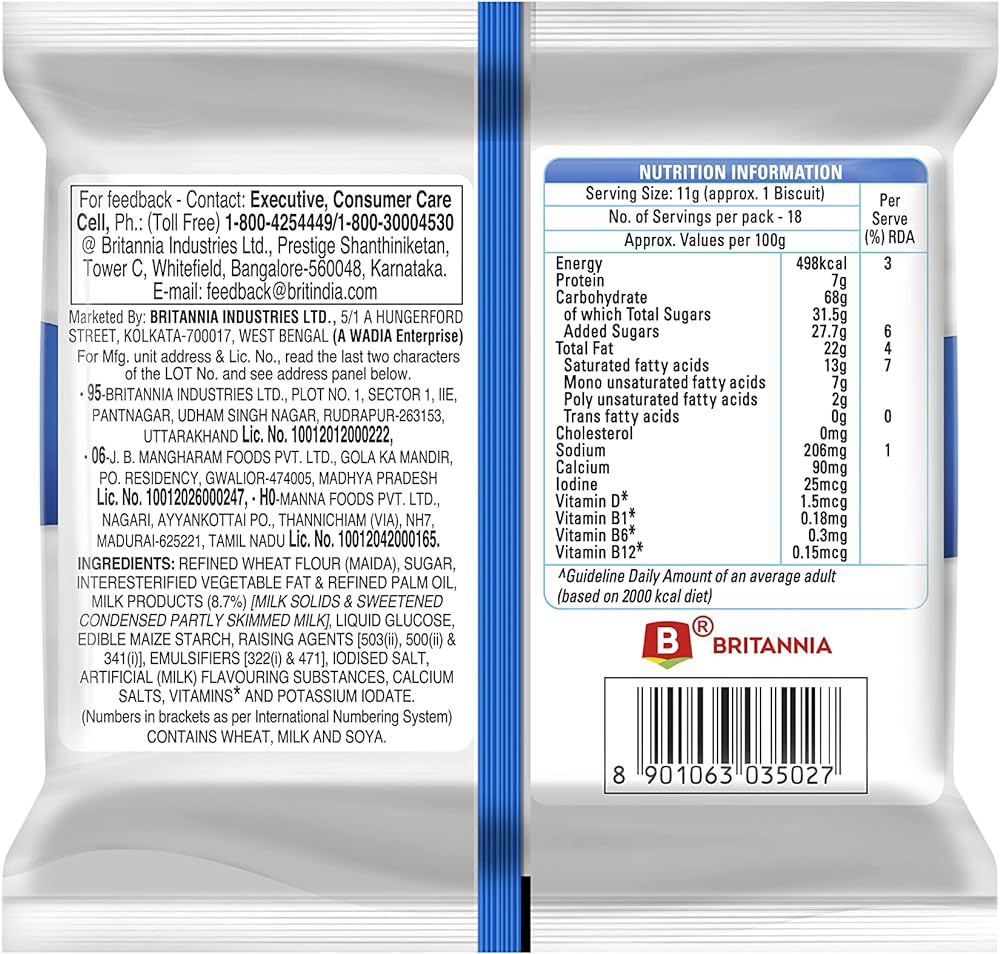 For feedback - Contact: Executive, Consumer Care
Cell, Ph.: (Toll Free) 1-800-4254449/1-800-30004530
@ Britannia Industries Ltd., Prestige Shanthiniketan,
Tower C, Whitefield, Bangalore-560048, Karnataka.
E-mail: feedback@britindia.com
Marketed By: BRITANNIA INDUSTRIES LTD., 5/1 A HUNGERFORD
STREET, KOLKATA-700017, WEST BENGAL (A WADIA Enterprise)
For Mfg. unit address & Lic. No., read the last two characters
of the LOT No. and see address panel below.
• 95-BRITANNIA INDUSTRIES LTD., PLOT NO. 1, SECTOR 1, IIE,
PANTNAGAR, UDHAM SINGH NAGAR, RUDRAPUR-263153,
UTTARAKHAND Lic. No. 10012012000222,
• 06-J. B. MANGHARAM FOODS PVT. LTD., GOLA KA MANDIR,
PO. RESIDENCY, GWALIOR-474005, MADHYA PRADESH
Lic. No. 10012026000247, • H0-MANNA FOODS PVT. LTD.,
NAGARI, AYYANKOTTAI PO., THANNICHIAM (VIA), NH7,
MADURAI-625221, TAMIL NADU Lic. No. 10012042000165.
INGREDIENTS: REFINED WHEAT FLOUR (MAIDA), SUGAR,
INTERESTERIFIED VEGETABLE FAT & REFINED PALM OIL,
MILK PRODUCTS (8.7%) [MILK SOLIDS & SWEETENED
CONDENSED PARTLY SKIMMED MILK], LIQUID GLUCOSE,
EDIBLE MAIZE STARCH, RAISING AGENTS [503(ii), 500(ii) &
341(i)], EMULSIFIERS [322(i) & 471], IODISED SALT,
ARTIFICIAL (MILK) FLAVOURING SUBSTANCES, CALCIUM
SALTS, VITAMINS* AND POTASSIUM IODATE.
(Numbers in brackets as per International Numbering System)
CONTAINS WHEAT, MILK AND SOYA.
NUTRITION INFORMATION
Serving Size: 11g (approx. 1 Biscuit)
No. of Servings per pack - 18
Approx. Values per 100g
Per
Serve
(%) RDA
Energy 498kcal 3
Protein 7g
Carbohydrate 68g
of which Total Sugars 31.5g
Added Sugars 27.7g 6
Total Fat 22g 4
Saturated fatty acids 13g 7
Mono unsaturated fatty acids 7g
Poly unsaturated fatty acids 2g
Trans fatty acids 0g 0
Cholesterol 0mg
Sodium 206mg 1
Calcium 90mg
Iodine 25mcg
Vitamin D* 1.5mcg
Vitamin B1* 0.18mg
Vitamin B6* 0.3mg
Vitamin B12* 0.15mcg
^Guideline Daily Amount of an average adult
(based on 2000 kcal diet)
B ® BRITANNIA
8 901063 035027